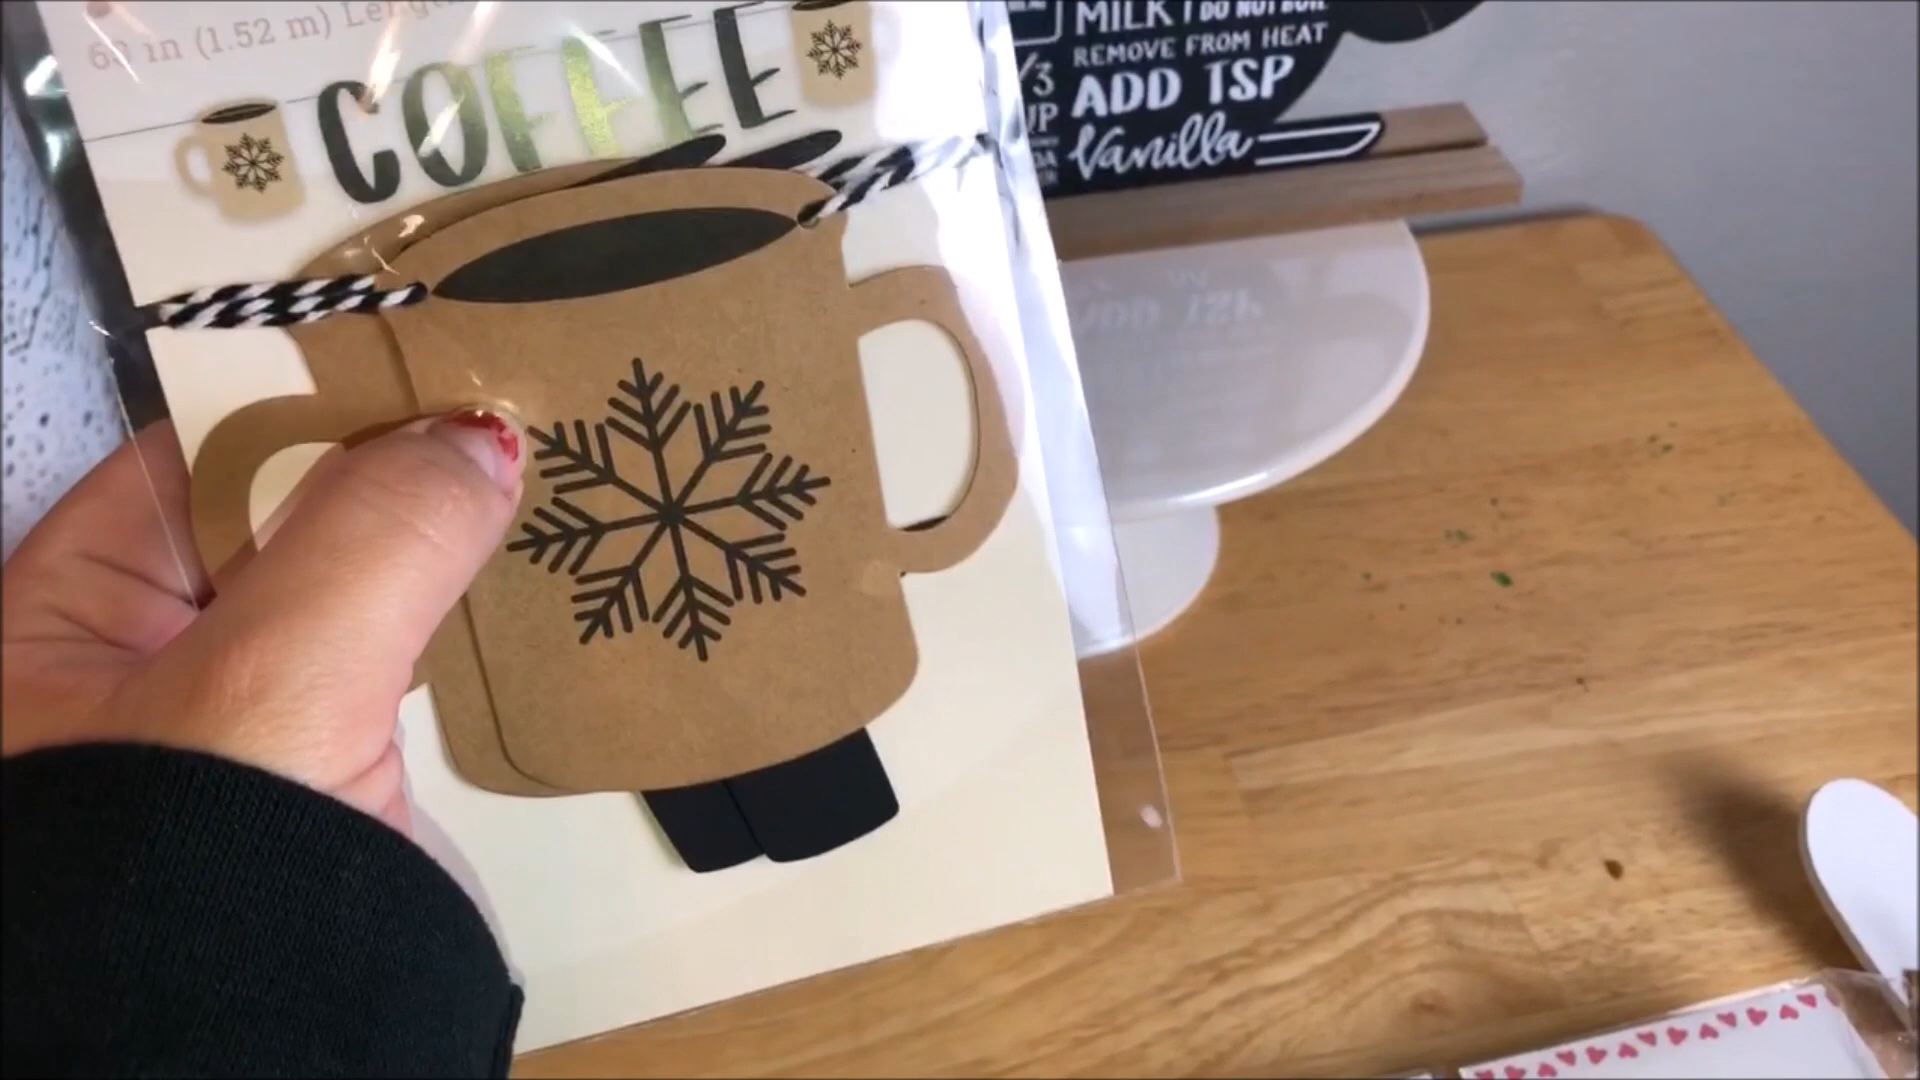 in (1.52 m)
COFFEE
MILK I DO NOT BOIL
REMOVE FROM HEAT
ADD TSP
Vanilla